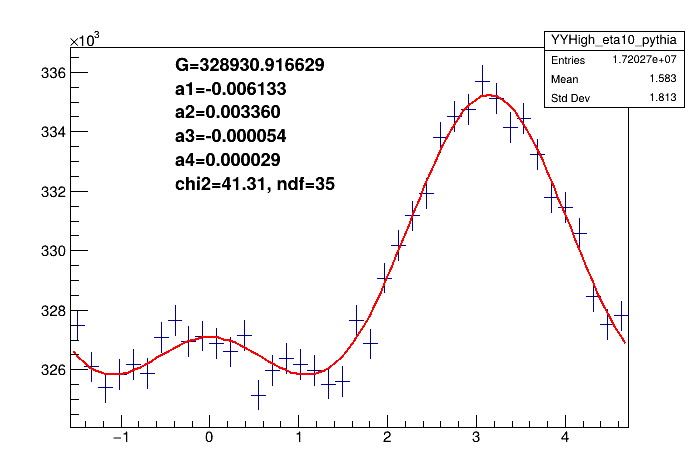 ×10³
YYHigh_eta10_pythia
Entries 1.72027e+07
Mean 1.583
Std Dev 1.813
G=328930.916629
a1=-0.006133
a2=0.003360
a3=-0.000054
a4=0.000029
chi2=41.31, ndf=35
336
334
332
330
328
326
−1 0 1 2 3 4